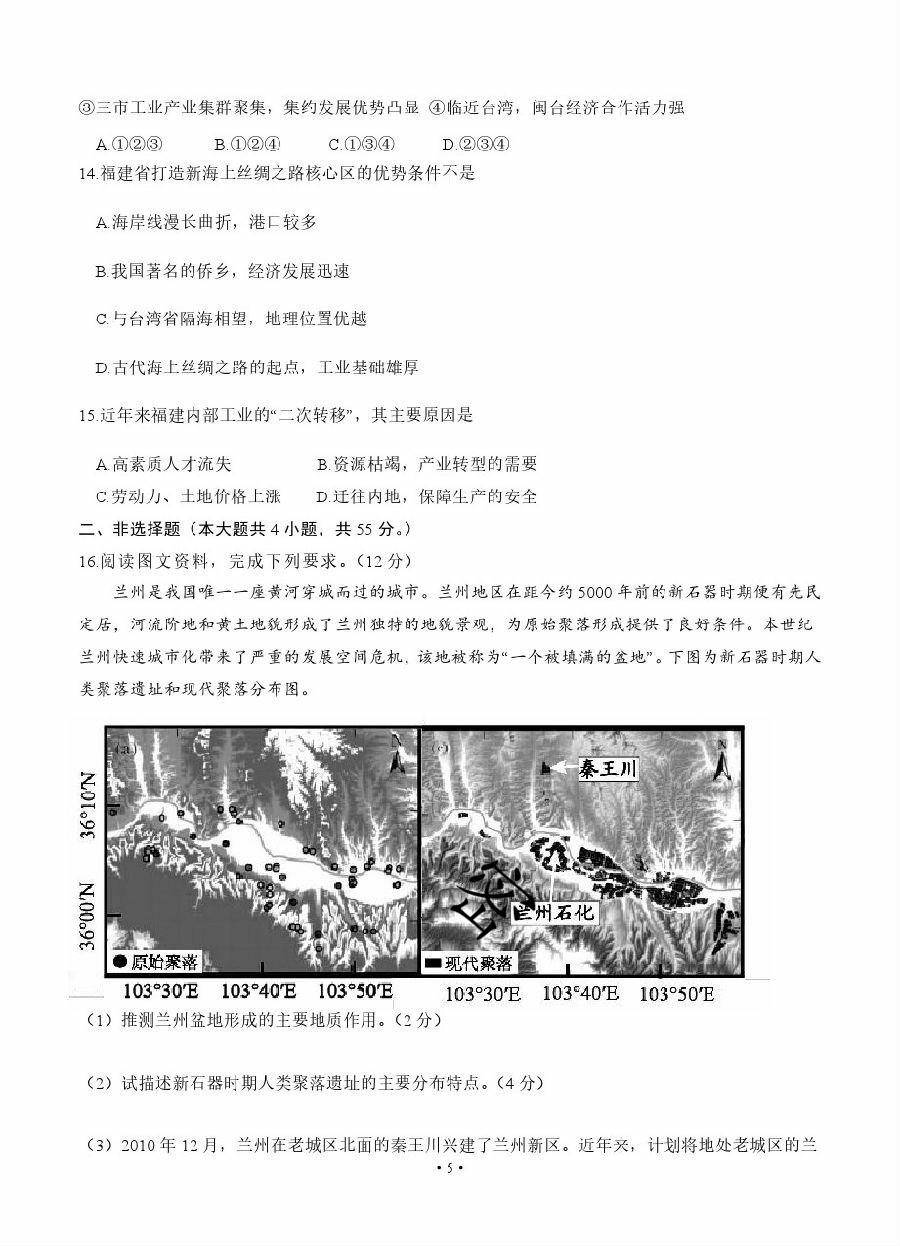 ③三市工业产业集群聚集，集约发展优势凸显 ④临近台湾，闽台经济合作活力强
A.①②③ B.①②④ C.①③④ D.②③④
14.福建省打造新海上丝绸之路核心区的优势条件不是
A.海岸线漫长曲折，港口较多
B.我国著名的侨乡，经济发展迅速
C.与台湾省隔海相望，地理位置优越
D.古代海上丝绸之路的起点，工业基础雄厚
15.近年来福建内部工业的“二次转移”，其主要原因是
A.高素质人才流失 B.资源枯竭，产业转型的需要
C.劳动力、土地价格上涨 D.迁往内地，保障生产的安全
二、非选择题（本大题共 4 小题，共 55 分。）
16.阅读图文资料，完成下列要求。（12 分）
兰州是我国唯一一座黄河穿城而过的城市。兰州地区在距今约 5000 年前的新石器时期便有先民
定居，河流阶地和黄土地貌形成了兰州独特的地貌景观，为原始聚落形成提供了良好条件。本世纪
兰州快速城市化带来了严重的发展空间危机，该地被称为“一个被填满的盆地”。下图为新石器时期人
类聚落遗址和现代聚落分布图。
(a) N (c) N
秦王川
36°10′N
36°00′N
兰州石化
原始聚落 现代聚落
103°30′E 103°40′E 103°50′E 103°30′E 103°40′E 103°50′E
（1）推测兰州盆地形成的主要地质作用。（2 分）
（2）试描述新石器时期人类聚落遗址的主要分布特点。（4 分）
（3）2010 年 12 月，兰州在老城区北面的秦王川兴建了兰州新区。近年来，计划将地处老城区的兰
·5·